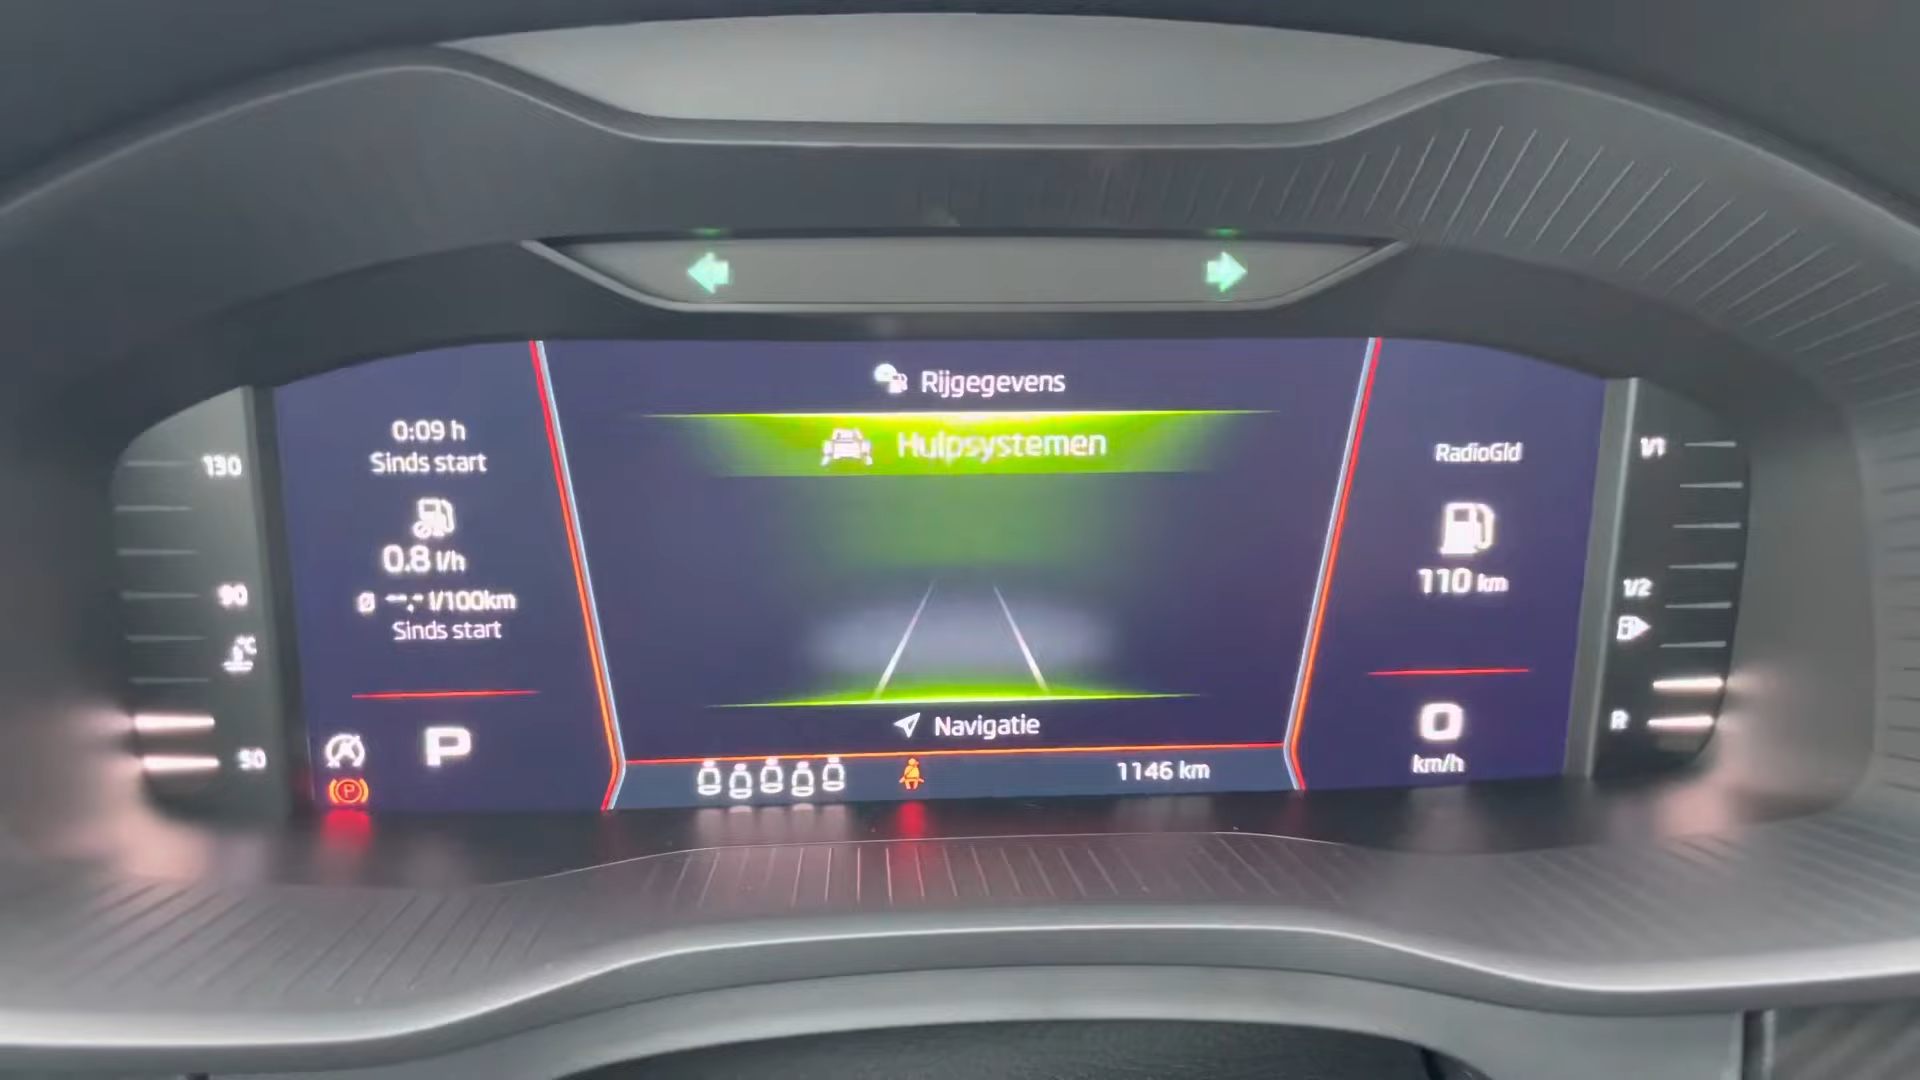 Rijgegevens
Hulpsystemen
Navigatie
0:09 h
Sinds start
0.8 l/h
Ø --.- l/100km
Sinds start
P
130
90
°C
50
(P)
1146 km
RadioGld
110 km
0
km/h
1/1
1/2
R